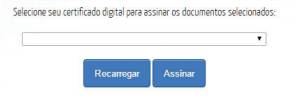 Selecione seu certificado digital para assinar os documentos selecionados:
Recarregar Assinar